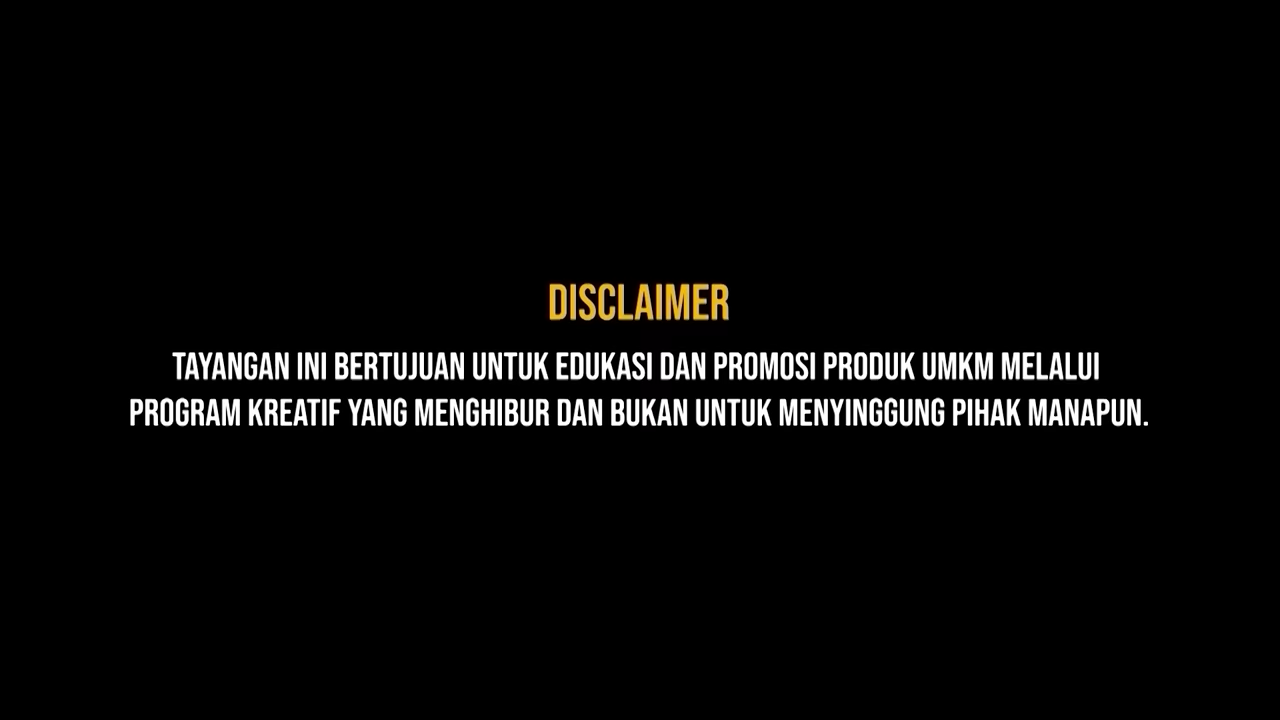 DISCLAIMER
TAYANGAN INI BERTUJUAN UNTUK EDUKASI DAN PROMOSI PRODUK UMKM MELALUI
PROGRAM KREATIF YANG MENGHIBUR DAN BUKAN UNTUK MENYINGGUNG PIHAK MANAPUN.